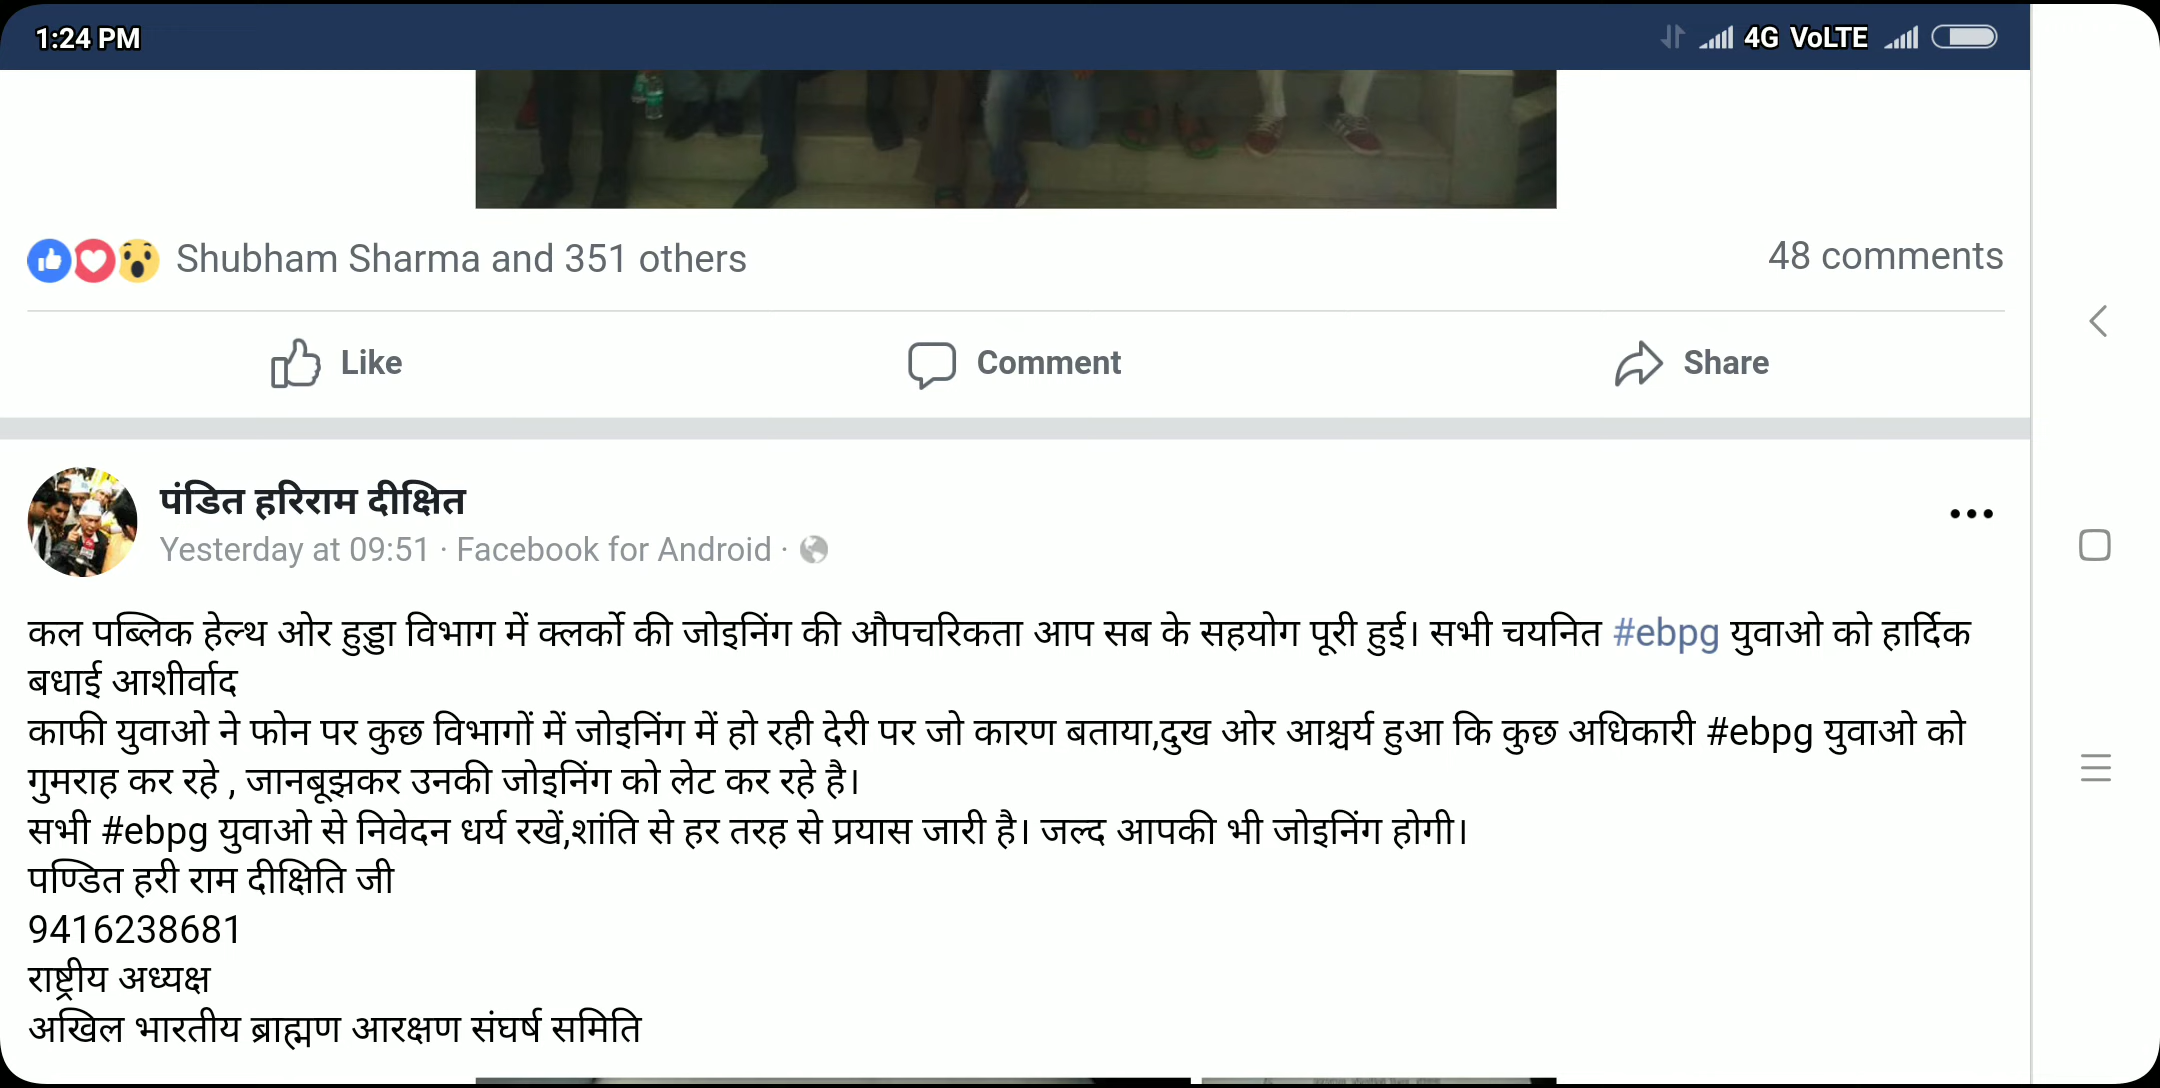 1:24 PM 4G VoLTE
Shubham Sharma and 351 others 48 comments
Like Comment Share
पंडित हरिराम दीक्षित
Yesterday at 09:51 · Facebook for Android ·
कल पब्लिक हेल्थ ओर हुड्डा विभाग में क्लर्को की जोइनिंग की औपचरिकता आप सब के सहयोग पूरी हुई। सभी चयनित #ebpg युवाओ को हार्दिक
बधाई आशीर्वाद
काफी युवाओ ने फोन पर कुछ विभागों में जोइनिंग में हो रही देरी पर जो कारण बताया,दुख ओर आश्चर्य हुआ कि कुछ अधिकारी #ebpg युवाओ को
गुमराह कर रहे , जानबूझकर उनकी जोइनिंग को लेट कर रहे है।
सभी #ebpg युवाओ से निवेदन धर्य रखें,शांति से हर तरह से प्रयास जारी है। जल्द आपकी भी जोइनिंग होगी।
पण्डित हरी राम दीक्षिति जी
9416238681
राष्ट्रीय अध्यक्ष
अखिल भारतीय ब्राह्मण आरक्षण संघर्ष समिति